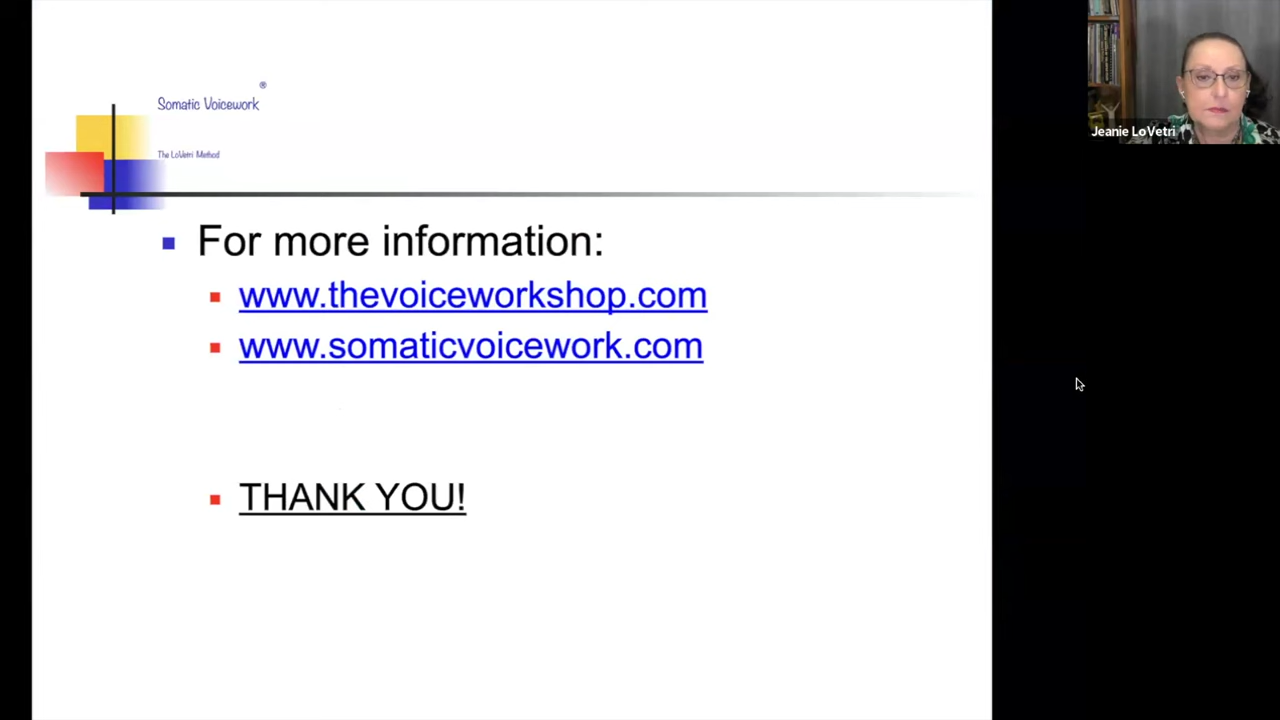 Somatic Voicework ®
The LoVetri Method
For more information:
www.thevoiceworkshop.com
www.somaticvoicework.com
THANK YOU!
Jeanie LoVetri